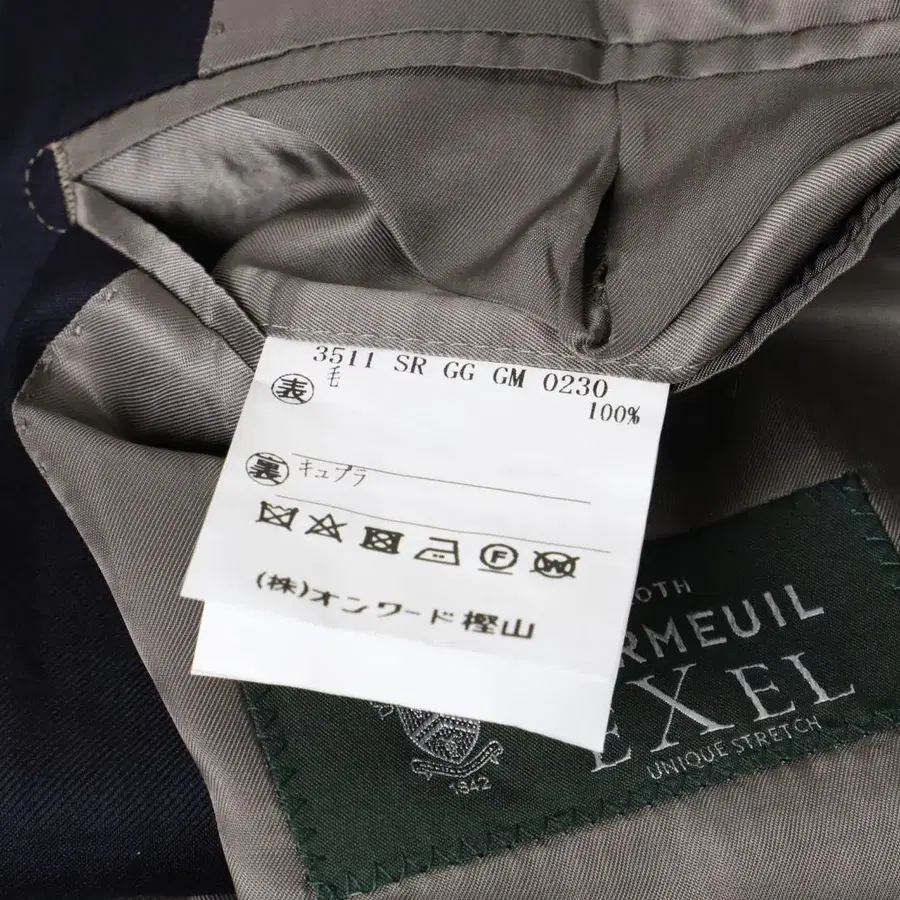 3511 SR GG GM 0230
表 毛 100%
裏 キュプラ
F W
(株)オンワード樫山
RMEUIL
EXEL
UNIQUE STRETCH
1842